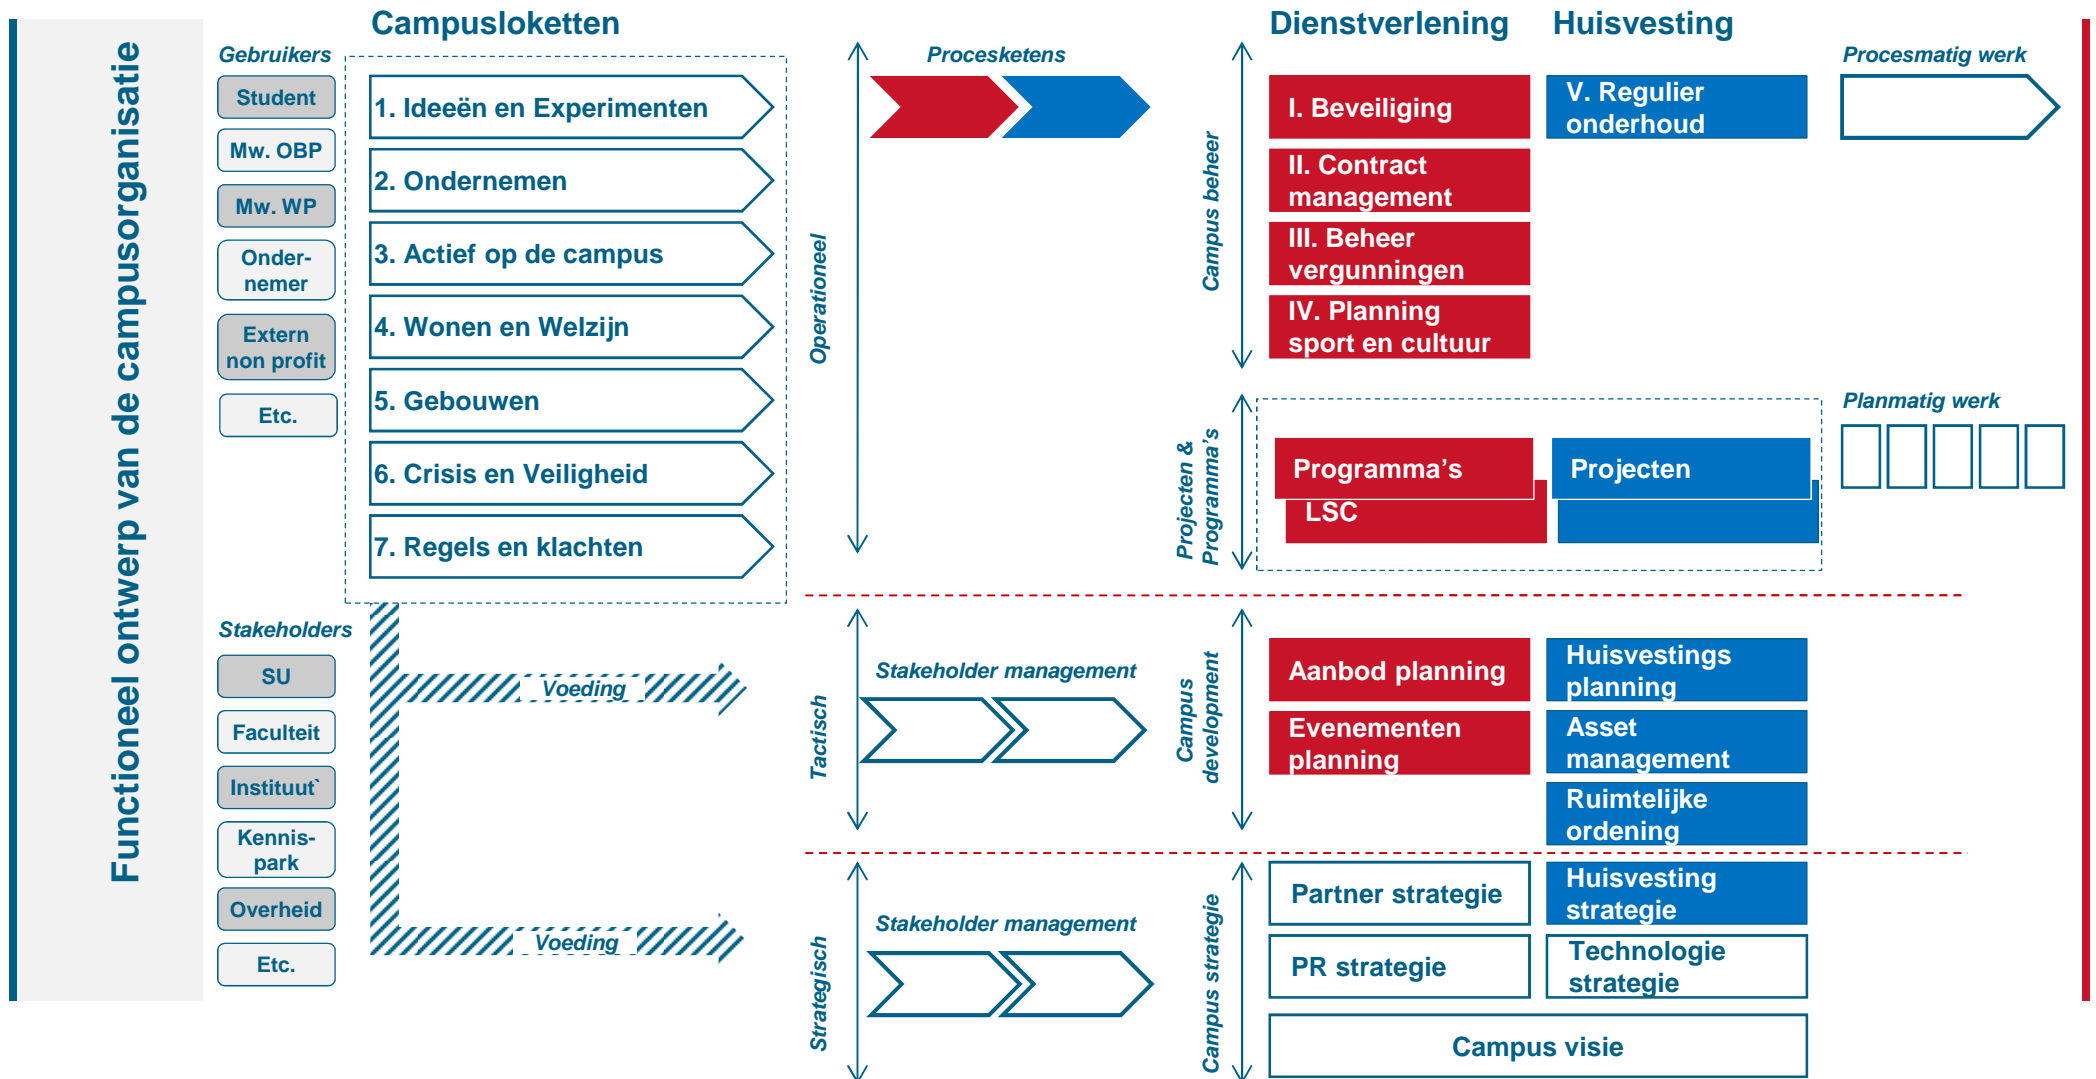 Functioneel ontwerp van de campusorganisatie
Campusloketten
Dienstverlening
Huisvesting
Gebruikers
Student
Mw. OBP
Mw. WP
Onder-
nemer
Extern
non profit
Etc.
1. Ideeën en Experimenten
2. Ondernemen
3. Actief op de campus
4. Wonen en Welzijn
5. Gebouwen
6. Crisis en Veiligheid
7. Regels en klachten
Operationeel
Procesketens
Campus beheer
I. Beveiliging
II. Contract
management
III. Beheer
vergunningen
IV. Planning
sport en cultuur
V. Regulier
onderhoud
Procesmatig werk
Projecten &
Programma's
Programma's
LSC
Projecten
Planmatig werk
Stakeholders
SU
Faculteit
Instituut`
Kennis-
park
Overheid
Etc.
Voeding
Voeding
Tactisch
Stakeholder management
Campus
development
Aanbod planning
Evenementen
planning
Huisvestings
planning
Asset
management
Ruimtelijke
ordening
Strategisch
Stakeholder management
Campus strategie
Partner strategie
Huisvesting
strategie
PR strategie
Technologie
strategie
Campus visie